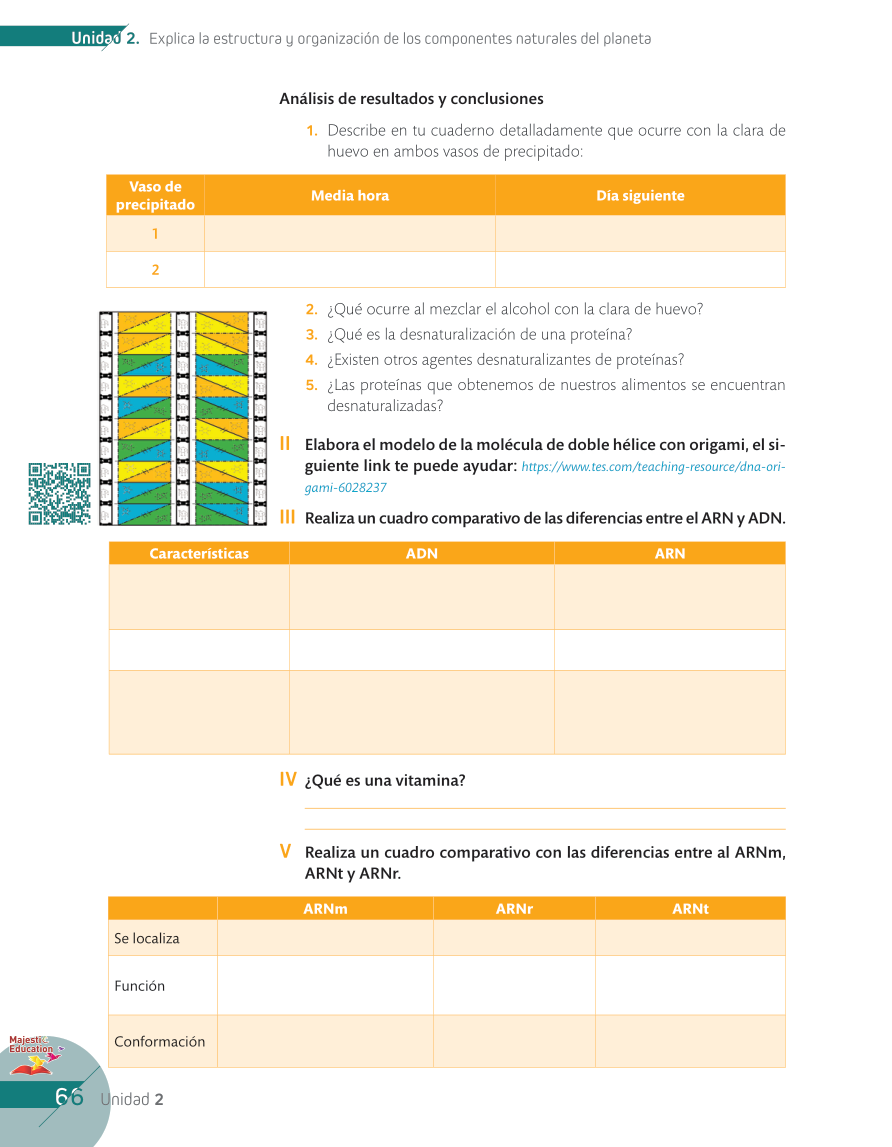 Unidad 2. Explica la estructura y organización de los componentes naturales del planeta
Análisis de resultados y conclusiones
1. Describe en tu cuaderno detalladamente que ocurre con la clara de
huevo en ambos vasos de precipitado:
Vaso de
precipitado
Media hora
Día siguiente
1
2
2. ¿Qué ocurre al mezclar el alcohol con la clara de huevo?
3. ¿Qué es la desnaturalización de una proteína?
4. ¿Existen otros agentes desnaturalizantes de proteínas?
5. ¿Las proteínas que obtenemos de nuestros alimentos se encuentran
desnaturalizadas?
II Elabora el modelo de la molécula de doble hélice con origami, el si-
guiente link te puede ayudar: https://www.tes.com/teaching-resource/dna-ori-
gami-6028237
III Realiza un cuadro comparativo de las diferencias entre el ARN y ADN.
Características
ADN
ARN
IV ¿Qué es una vitamina?
V Realiza un cuadro comparativo con las diferencias entre al ARNm,
ARNt y ARNr.
ARNm
ARNr
ARNt
Se localiza
Función
Conformación
Majestic
Education
66 Unidad 2